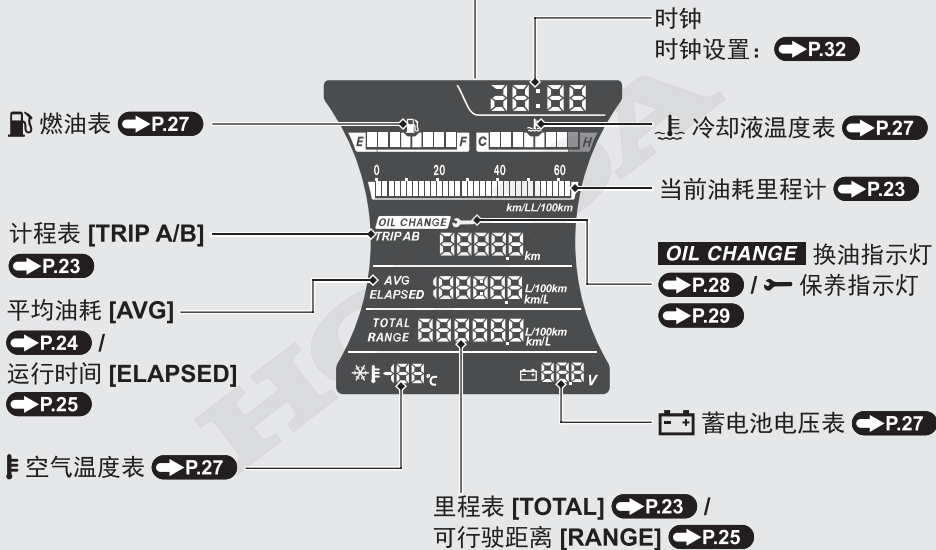 时钟
时钟设置： P.32
燃油表 P.27
冷却液温度表 P.27
当前油耗里程计 P.23
计程表 [TRIP A/B]
P.23
OIL CHANGE 换油指示灯
P.28 / 保养指示灯
P.29
平均油耗 [AVG]
P.24 /
运行时间 [ELAPSED]
P.25
蓄电池电压表 P.27
空气温度表 P.27
里程表 [TOTAL] P.23 /
可行驶距离 [RANGE] P.25
88:88
E F C H
0 20 40 60
km/LL/100km
OIL CHANGE
TRIP AB 88888. km
AVG
ELAPSED 888:88 L/100km
km/L
TOTAL
RANGE 888888 L/100km
km/L
-88°C 88.8 V
HONDA